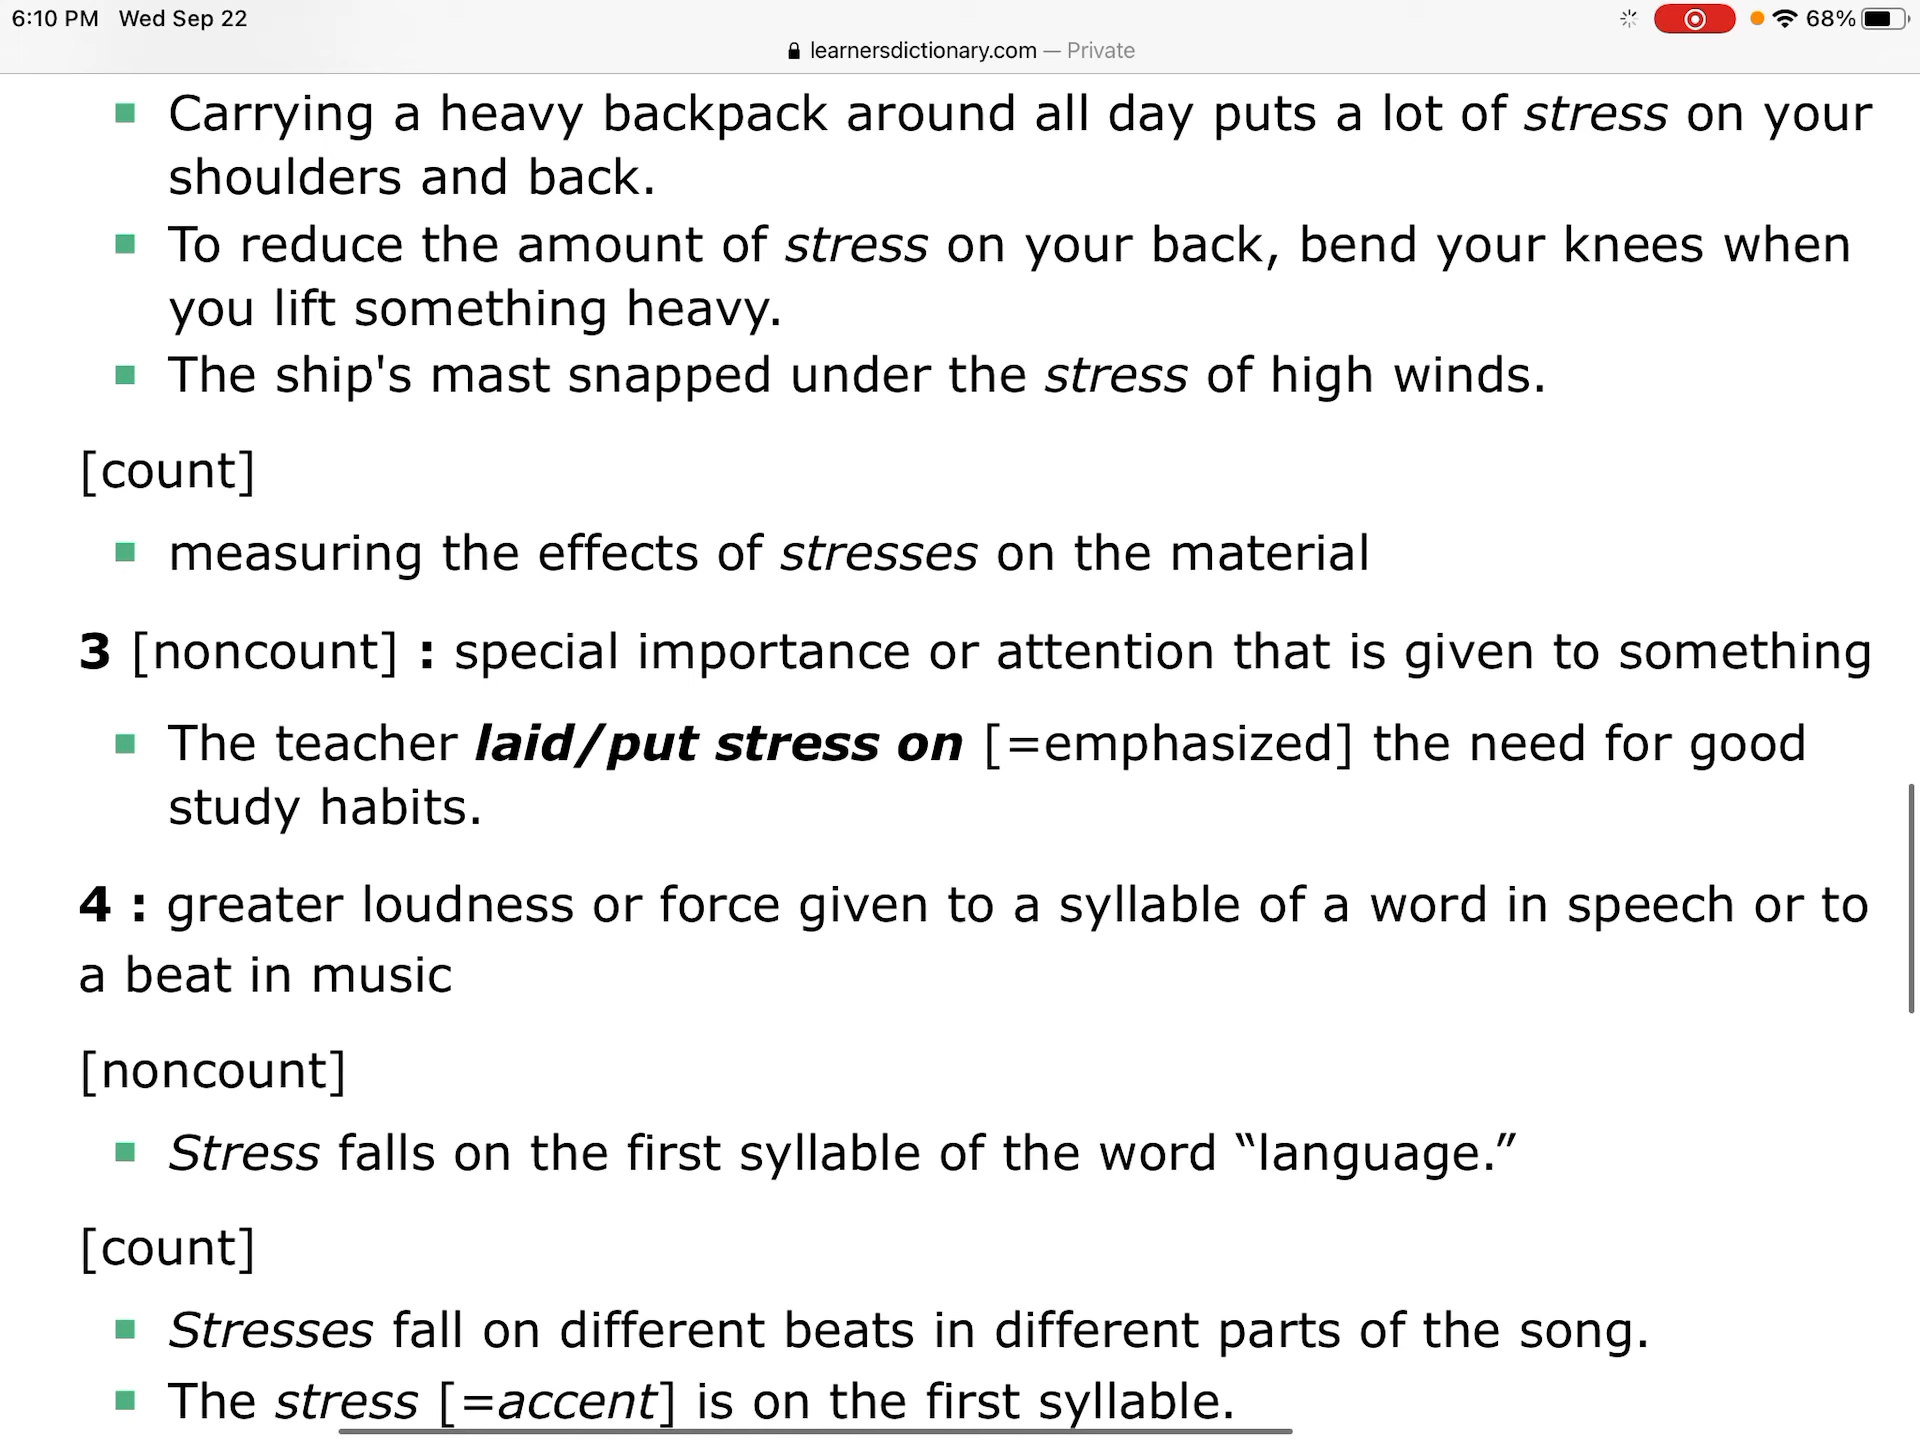 6:10 PM Wed Sep 22
68%
learnersdictionary.com — Private
Carrying a heavy backpack around all day puts a lot of stress on your
shoulders and back.
To reduce the amount of stress on your back, bend your knees when
you lift something heavy.
The ship's mast snapped under the stress of high winds.
[count]
measuring the effects of stresses on the material
3 [noncount] : special importance or attention that is given to something
The teacher laid/put stress on [=emphasized] the need for good
study habits.
4 : greater loudness or force given to a syllable of a word in speech or to
a beat in music
[noncount]
Stress falls on the first syllable of the word “language.”
[count]
Stresses fall on different beats in different parts of the song.
The stress [=accent] is on the first syllable.